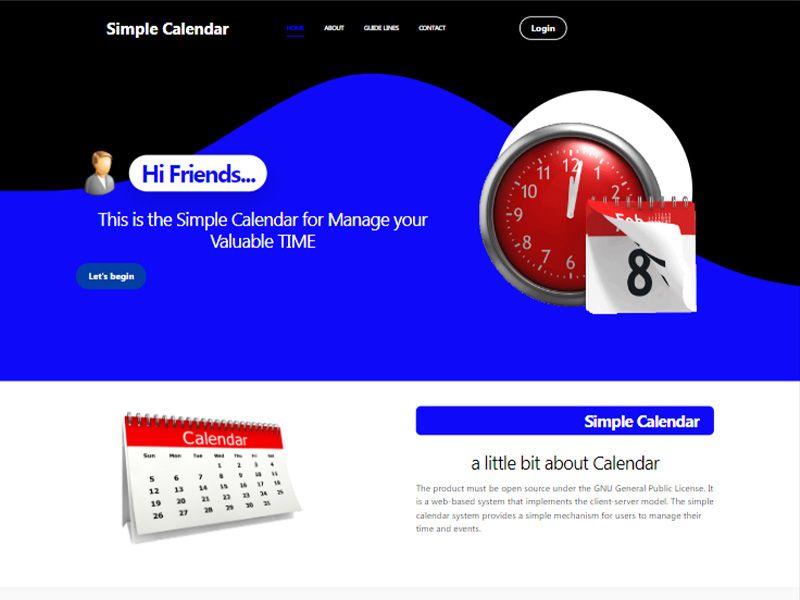 Simple Calendar
HOME ABOUT GUIDE LINES CONTACT
Login
Hi Friends...
This is the Simple Calendar for Manage your
Valuable TIME
Let's begin
12 1 2 6 7 8 9 10 11
Feb
8
Calendar
Sun Mon Tue Wed Thu Fri Sat
1 2 3 4
5 6 7 8 9 10 11
12 13 14 15 16 17 18
19 20 21 22 23 24 25
26 27 28 29 30 31
Simple Calendar
a little bit about Calendar
The product must be open source under the GNU General Public License. It
is a web-based system that implements the client-server model. The simple
calendar system provides a simple mechanism for users to manage their
time and events.